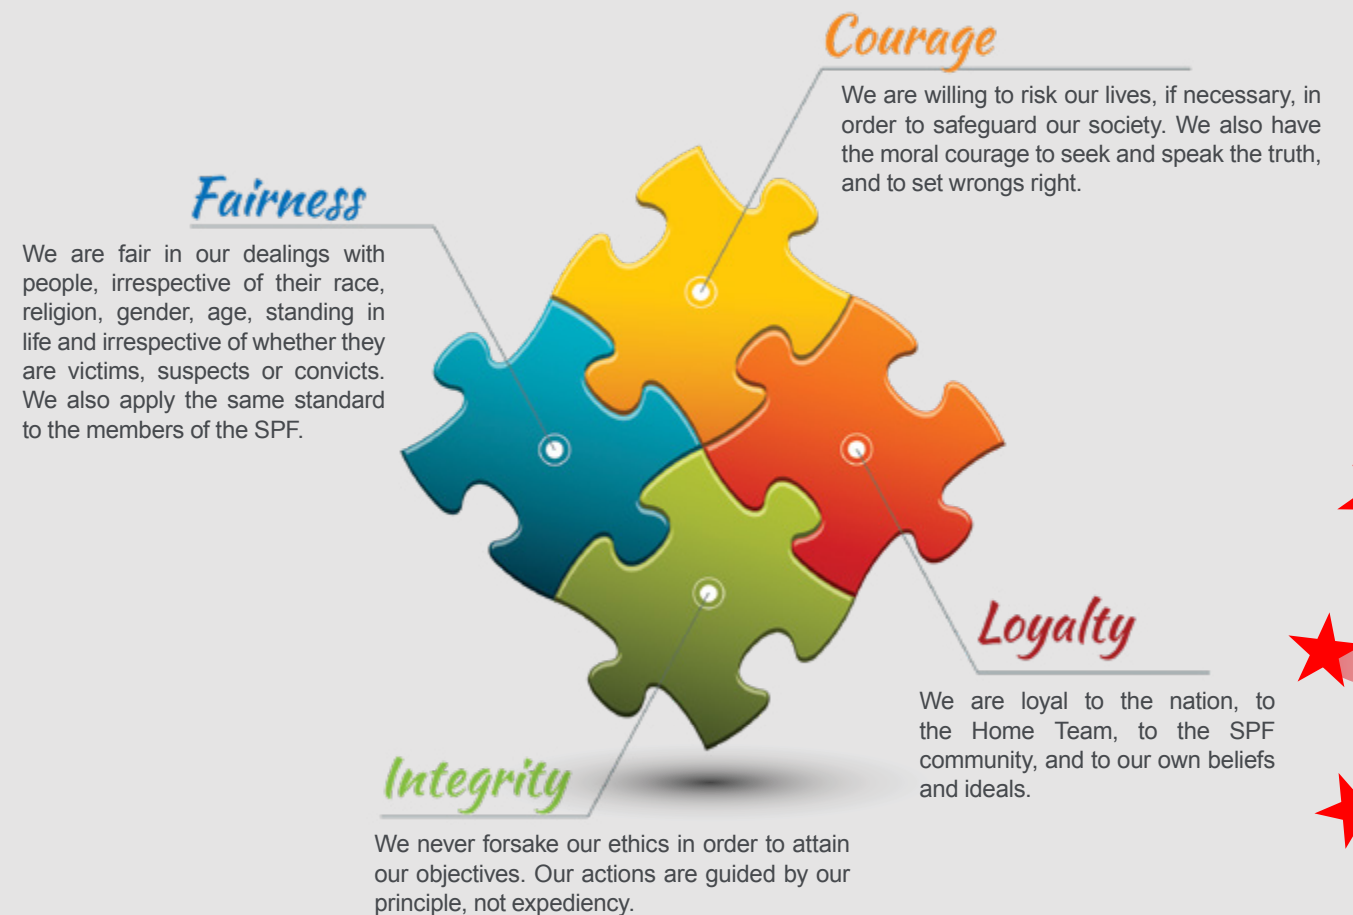 Courage
We are willing to risk our lives, if necessary, in
order to safeguard our society. We also have
the moral courage to seek and speak the truth,
and to set wrongs right.
Fairness
We are fair in our dealings with
people, irrespective of their race,
religion, gender, age, standing in
life and irrespective of whether they
are victims, suspects or convicts.
We also apply the same standard
to the members of the SPF.
Loyalty
We are loyal to the nation, to
the Home Team, to the SPF
community, and to our own beliefs
and ideals.
Integrity
We never forsake our ethics in order to attain
our objectives. Our actions are guided by our
principle, not expediency.